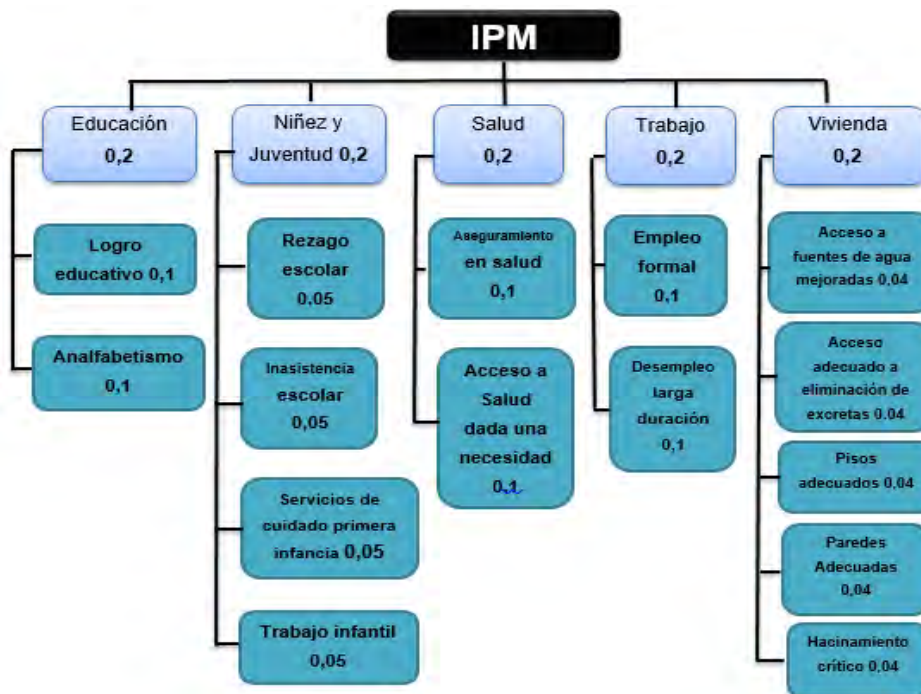 IPM
Educación
0,2
Logro
educativo 0,1
Analfabetismo
0,1
Niñez y
Juventud 0,2
Rezago
escolar
0,05
Inasistencia
escolar
0,05
Servicios de
cuidado primera
infancia 0,05
Trabajo infantil
0,05
Salud
0,2
Aseguramiento
en salud
0,1
Acceso a
Salud
dada una
necesidad
0,1
Trabajo
0,2
Empleo
formal
0,1
Desempleo
larga
duración
0,1
Vivienda
0,2
Acceso a
fuentes de agua
mejoradas 0,04
Acceso
adecuado a
eliminación de
excretas 0.04
Pisos
adecuados 0,04
Paredes
Adecuadas
0,04
Hacinamiento
crítico 0,04